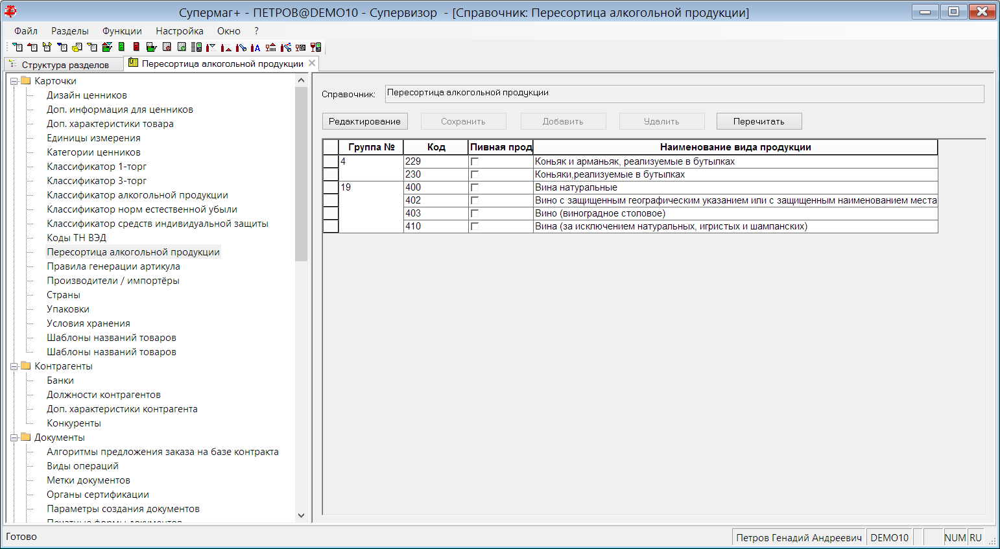 Супермаг+ - ПЕТРОВ@DEMO10 - Супервизор - [Справочник: Пересортица алкогольной продукции]
Файл Разделы Функции Настройка Окно ?
Структура разделов Пересортица алкогольной продукции
Карточки
Дизайн ценников
Доп. информация для ценников
Доп. характеристики товара
Единицы измерения
Категории ценников
Классификатор 1-торг
Классификатор 3-торг
Классификатор алкогольной продукции
Классификатор норм естественной убыли
Классификатор средств индивидуальной защиты
Коды ТН ВЭД
Пересортица алкогольной продукции
Правила генерации артикула
Производители / импортёры
Страны
Упаковки
Условия хранения
Шаблоны названий товаров
Шаблоны названий товаров
Контрагенты
Банки
Должности контрагентов
Доп. характеристики контрагента
Конкуренты
Документы
Алгоритмы предложения заказа на базе контракта
Виды операций
Метки документов
Органы сертификации
Параметры создания документов
Печатные формы документов
Справочник: Пересортица алкогольной продукции
Редактирование Сохранить Добавить Удалить Перечитать
Группа № Код Пивная прод Наименование вида продукции
4 229 Коньяк и арманьяк, реализуемые в бутылках
230 Коньяки,реализуемые в бутылках
19 400 Вина натуральные
402 Вино с защищенным географическим указанием или с защищенным наименованием места
403 Вино (виноградное столовое)
410 Вина (за исключением натуральных, игристых и шампанских)
Готово Петров Генадий Андреевич DEMO10 NUM RU